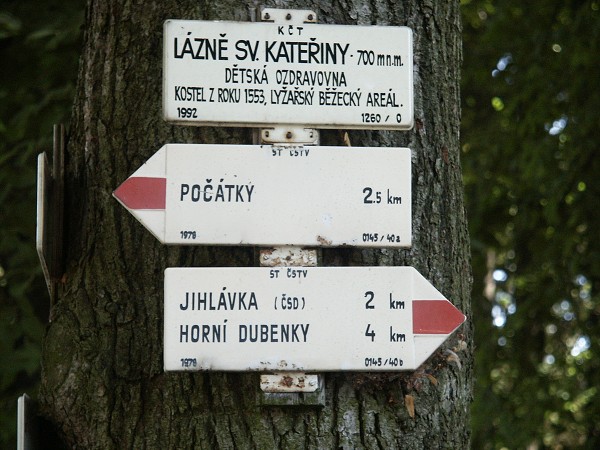 KČT
LÁZNĚ SV. KATEŘINY - 700 m n.m.
DĚTSKÁ OZDRAVOVNA
KOSTEL Z ROKU 1553, LYŽAŘSKÝ BĚŽECKÝ AREÁL.
1992 1260 / 0
ST ČSTV
POČÁTKY 2.5 KM
1978 0145 / 40 a
ST ČSTV
JIHLÁVKA (ČSD) 2 KM
HORNÍ DUBENKY 4 KM
1978 0145 / 40 b